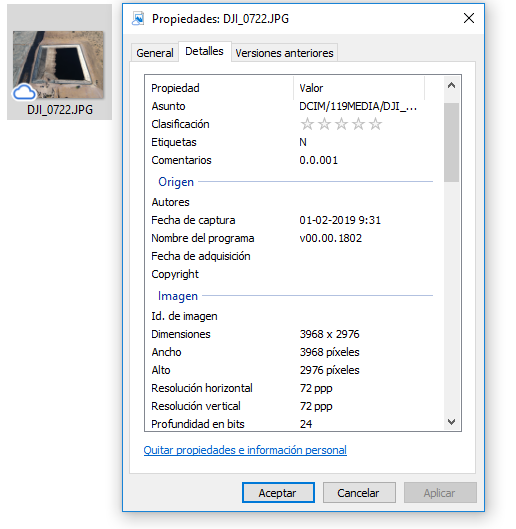 DJI_0722.JPG
Propiedades: DJI_0722.JPG
General Detalles Versiones anteriores
Propiedad Valor
Asunto DCIM/119MEDIA/DJI_...
Clasificación
Etiquetas N
Comentarios 0.0.001
Origen
Autores
Fecha de captura 01-02-2019 9:31
Nombre del programa v00.00.1802
Fecha de adquisición
Copyright
Imagen
Id. de imagen
Dimensiones 3968 x 2976
Ancho 3968 píxeles
Alto 2976 píxeles
Resolución horizontal 72 ppp
Resolución vertical 72 ppp
Profundidad en bits 24
Quitar propiedades e información personal
Aceptar Cancelar Aplicar